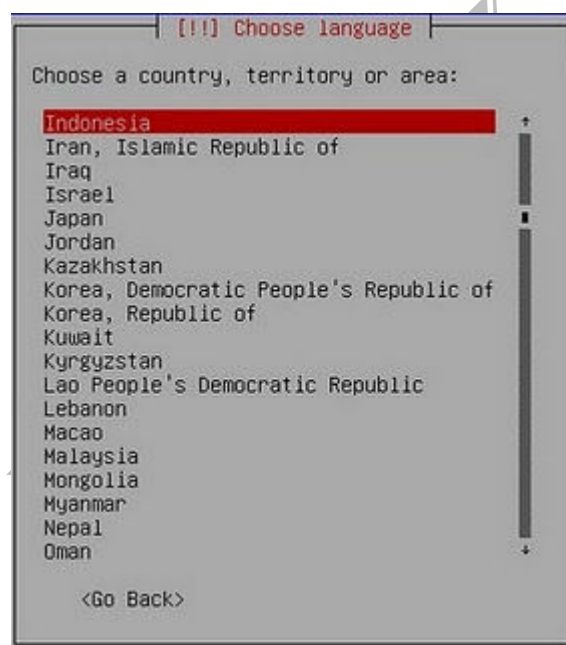 [!!] Choose language
Choose a country, territory or area:
Indonesia
Iran, Islamic Republic of
Iraq
Israel
Japan
Jordan
Kazakhstan
Korea, Democratic People's Republic of
Korea, Republic of
Kuwait
Kyrgyzstan
Lao People's Democratic Republic
Lebanon
Macao
Malaysia
Mongolia
Myanmar
Nepal
Oman
<Go Back>